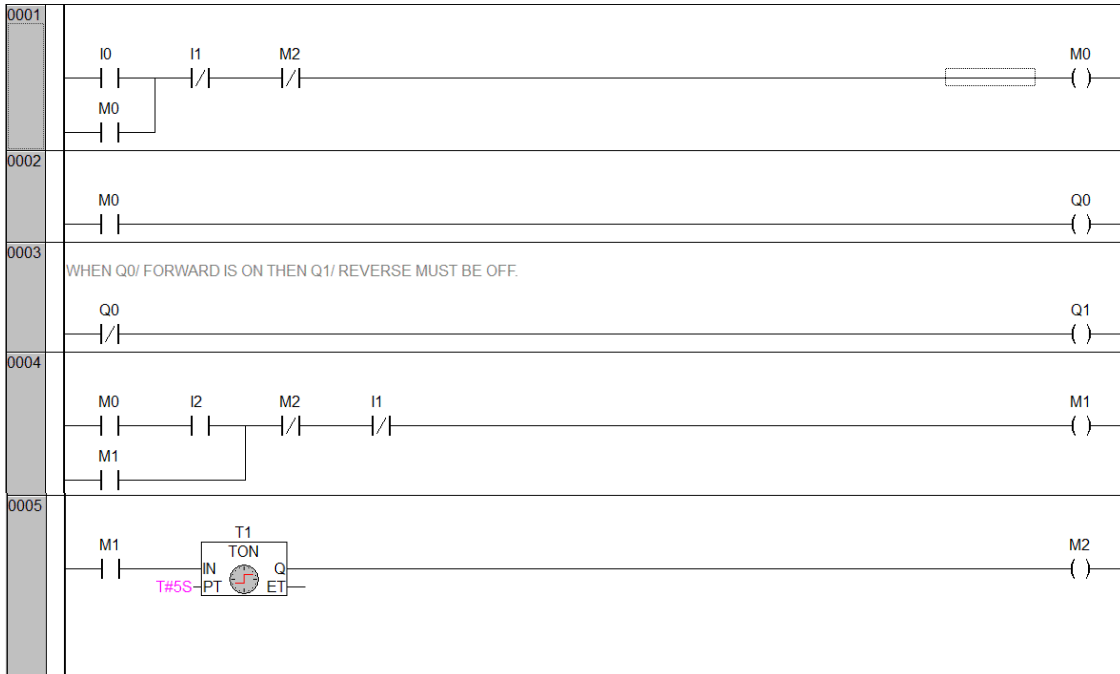 0001
I0 I1 M2 M0
M0
0002
M0 Q0
0003
WHEN Q0/ FORWARD IS ON THEN Q1/ REVERSE MUST BE OFF.
Q0 Q1
0004
M0 I2 M2 I1 M1
M1
0005
T1
M1 TON M2
IN Q
T#5S PT ET